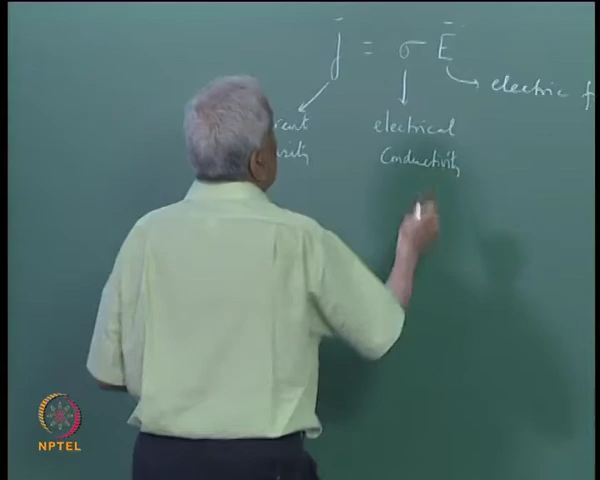 j̄ = σ Ē
electric f
electrical
Conductivity
NPTEL